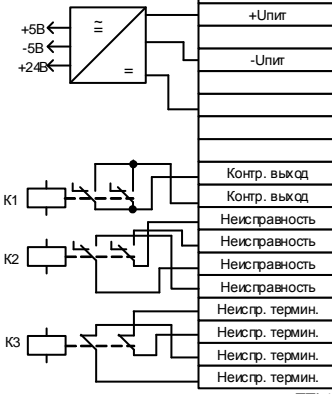 +Uпит
+5В
-5В
-Uпит
+24В
Контр. выход
К1
Контр. выход
Неисправность
Неисправность
К2
Неисправность
Неисправность
Неиспр. термин.
Неиспр. термин.
К3
Неиспр. термин.
Неиспр. термин.